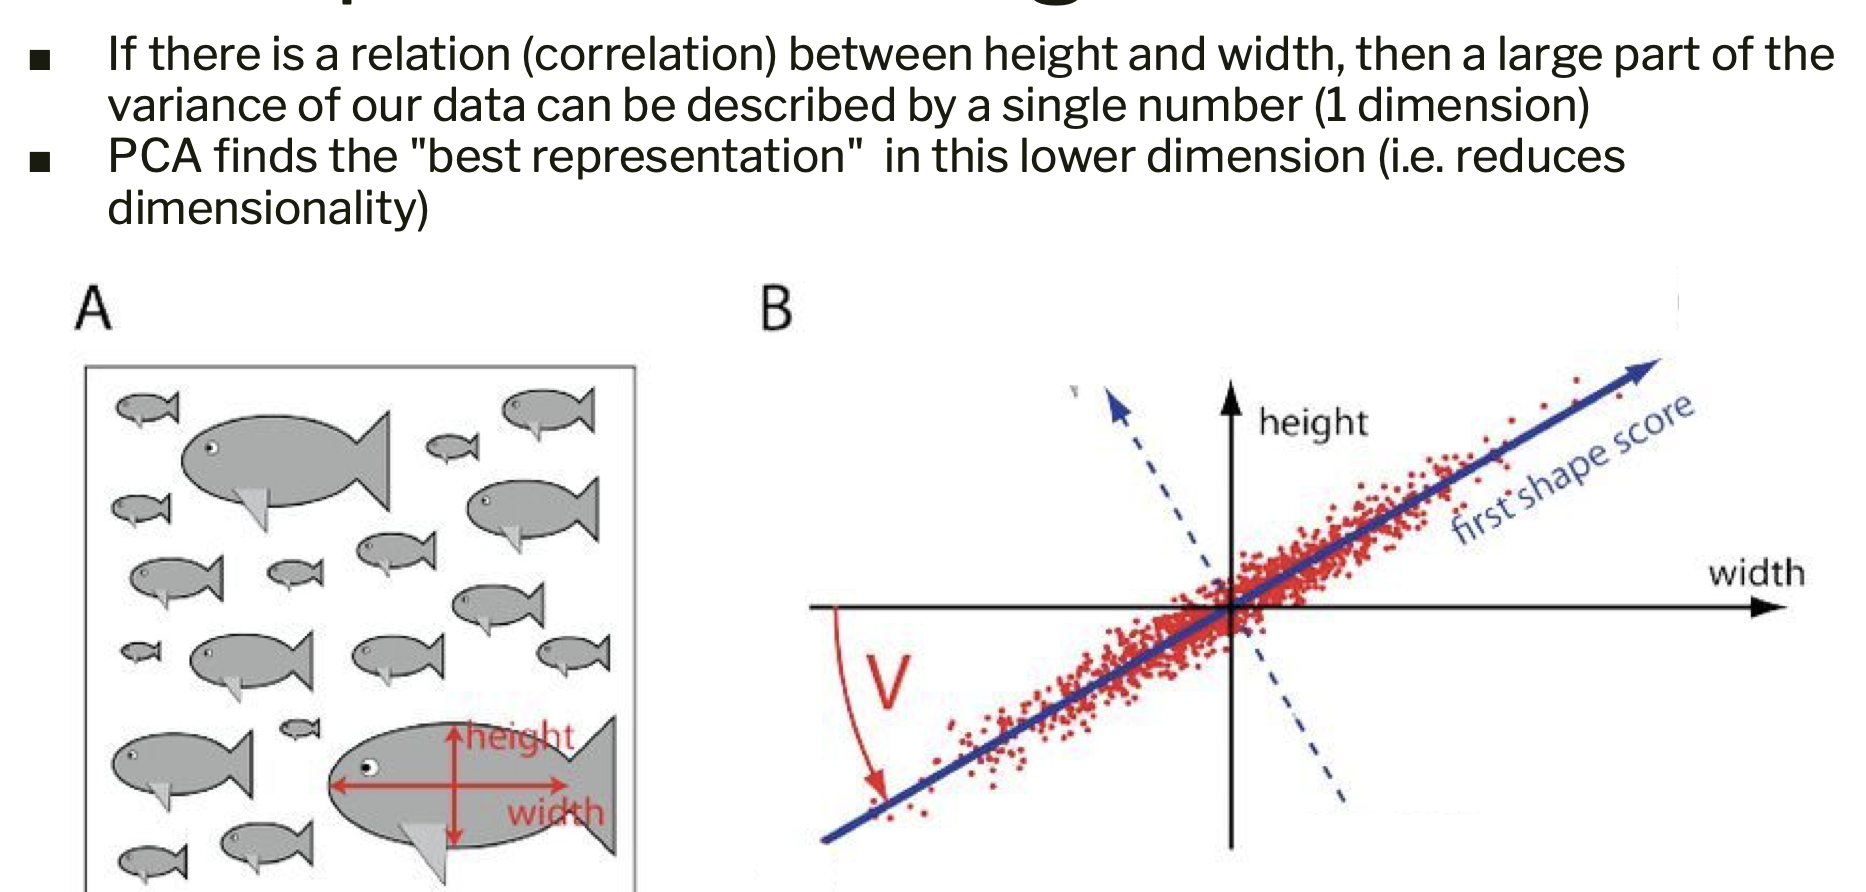 ■ If there is a relation (correlation) between height and width, then a large part of the
variance of our data can be described by a single number (1 dimension)
■ PCA finds the "best representation" in this lower dimension (i.e. reduces
dimensionality)
A
B
height
width
height
width
first shape score
V